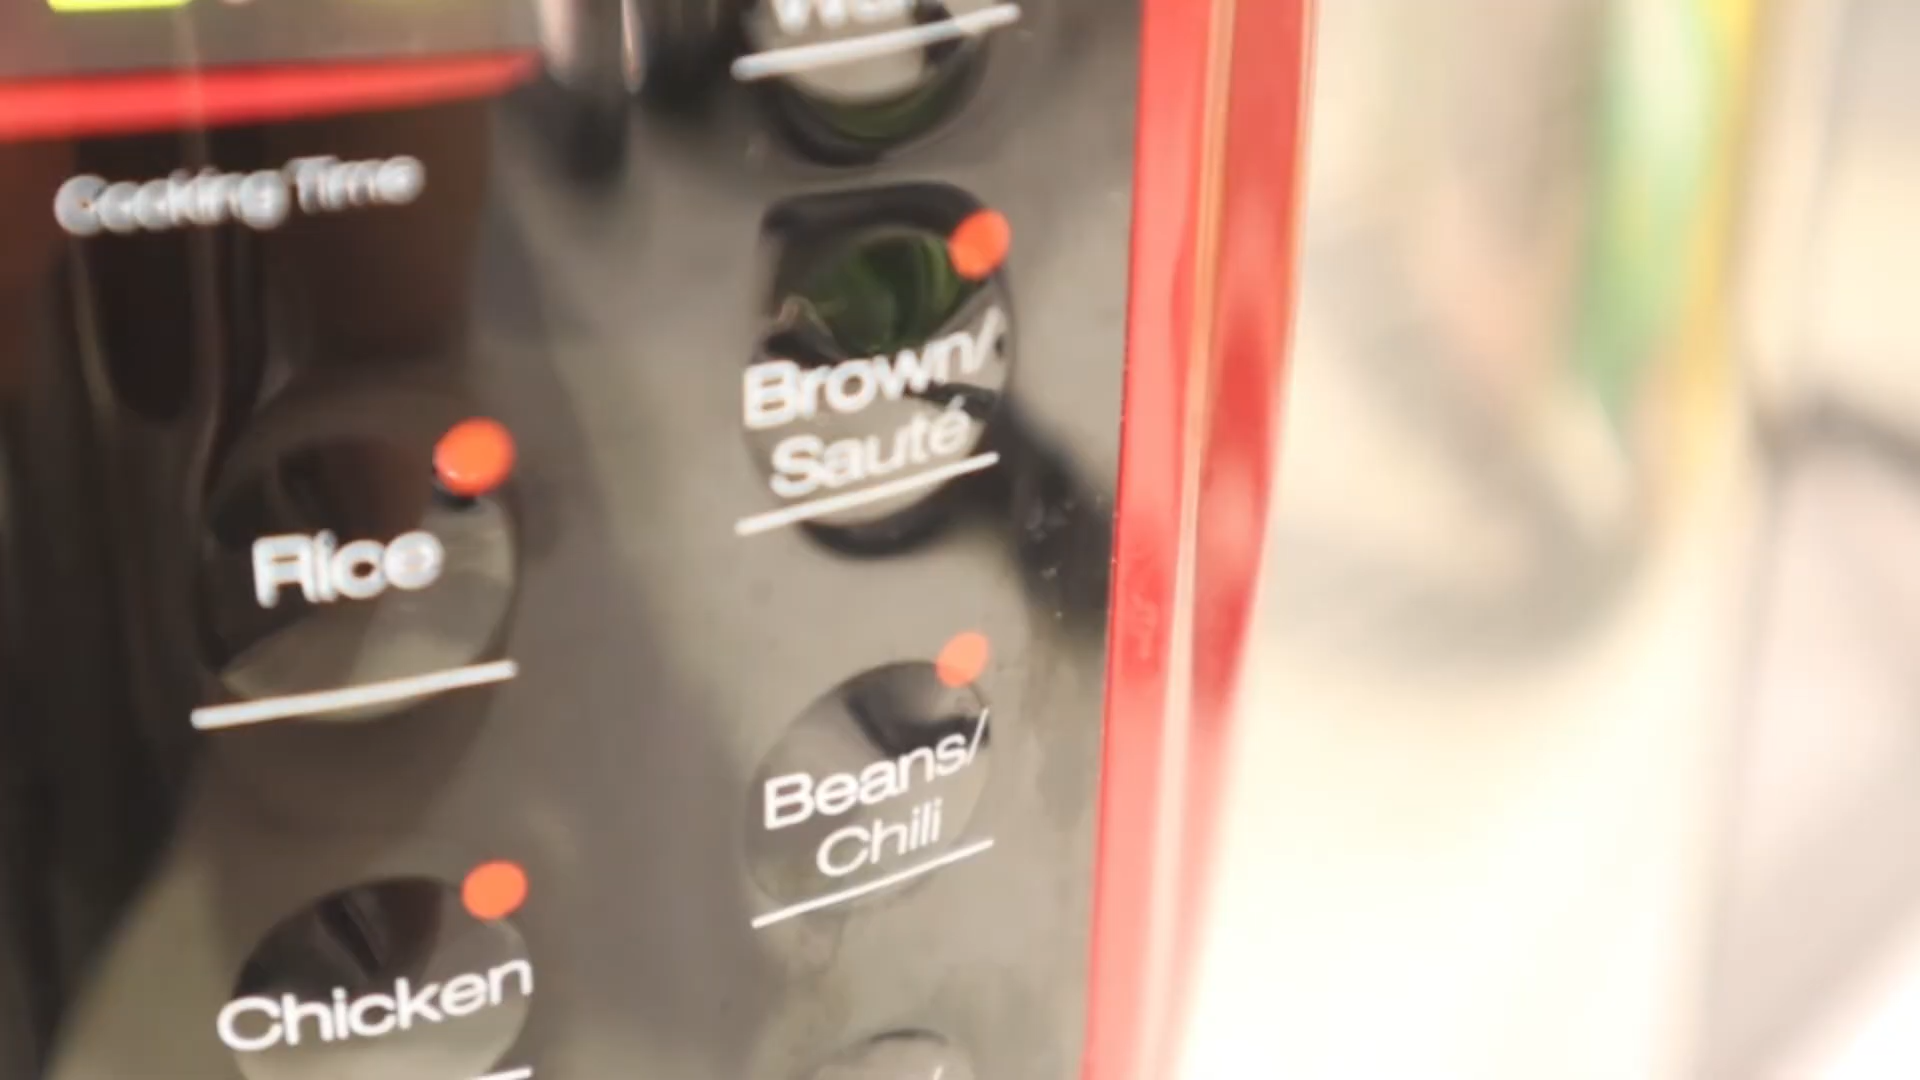 Cooking Time
Brown/
Sauté
Rice
Beans/
Chili
Chicken